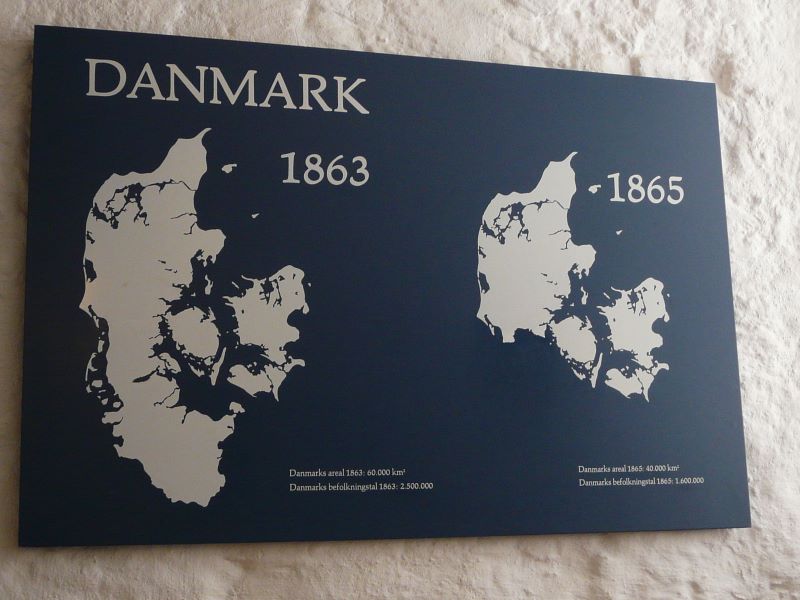 DANMARK
1863
1865
Danmarks areal 1863: 60.000 km²
Danmarks befolkningstal 1863: 2.500.000
Danmarks areal 1865: 40.000 km²
Danmarks befolkningstal 1865: 1.600.000